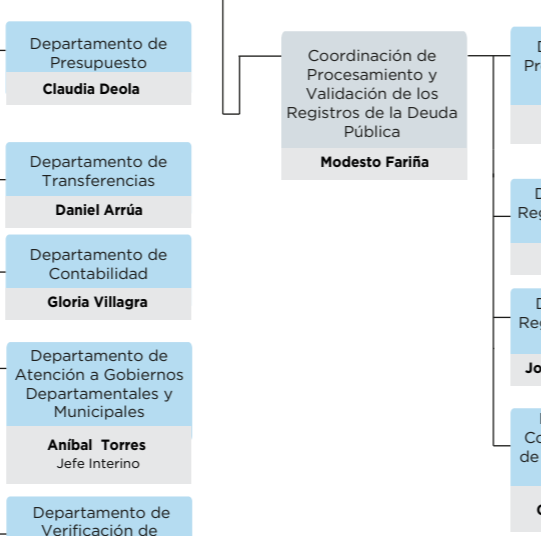 Departamento de
Presupuesto
Claudia Deola
Departamento de
Transferencias
Daniel Arrúa
Departamento de
Contabilidad
Gloria Villagra
Departamento de
Atención a Gobiernos
Departamentales y
Municipales
Aníbal Torres
Jefe Interino
Departamento de
Verificación de
Coordinación de
Procesamiento y
Validación de los
Registros de la Deuda
Pública
Modesto Fariña
de